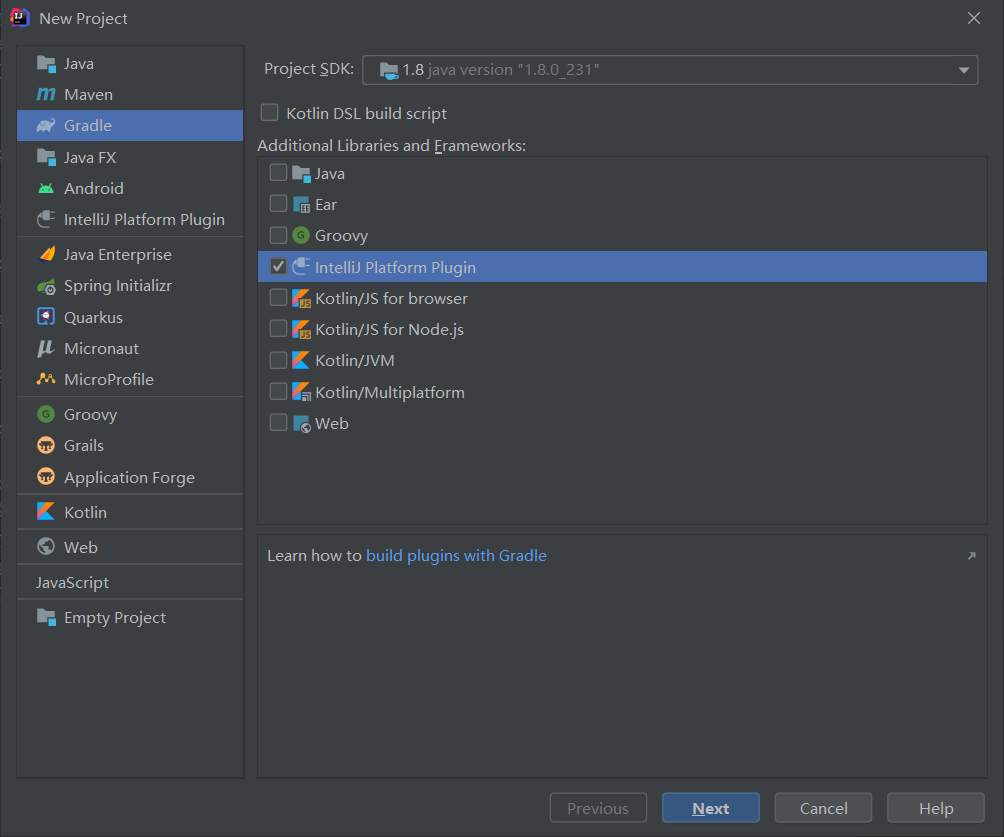 New Project
Java
Maven
Gradle
Java FX
Android
IntelliJ Platform Plugin
Java Enterprise
Spring Initializr
Quarkus
Micronaut
MicroProfile
Groovy
Grails
Application Forge
Kotlin
Web
JavaScript
Empty Project
Project SDK: 1.8 java version "1.8.0_231"
Kotlin DSL build script
Additional Libraries and Frameworks:
Java
Ear
Groovy
IntelliJ Platform Plugin
Kotlin/JS for browser
Kotlin/JS for Node.js
Kotlin/JVM
Kotlin/Multiplatform
Web
Learn how to build plugins with Gradle
Previous Next Cancel Help